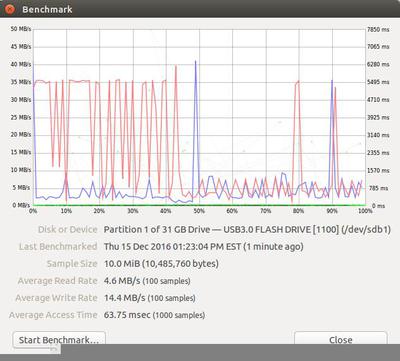 Benchmark
50 MB/s 7850 ms
45 MB/s 7065 ms
40 MB/s 6280 ms
35 MB/s 5495 ms
30 MB/s 4710 ms
25 MB/s 3925 ms
20 MB/s 3140 ms
15 MB/s 2355 ms
10 MB/s 1570 ms
5 MB/s 785 ms
0 MB/s 0 ms
0% 10% 20% 30% 40% 50% 60% 70% 80% 90% 100%
Disk or Device Partition 1 of 31 GB Drive — USB3.0 FLASH DRIVE [1100] (/dev/sdb1)
Last Benchmarked Thu 15 Dec 2016 01:23:04 PM EST (1 minute ago)
Sample Size 10.0 MiB (10,485,760 bytes)
Average Read Rate 4.6 MB/s (100 samples)
Average Write Rate 14.4 MB/s (100 samples)
Average Access Time 63.75 msec (1000 samples)
Start Benchmark... Close